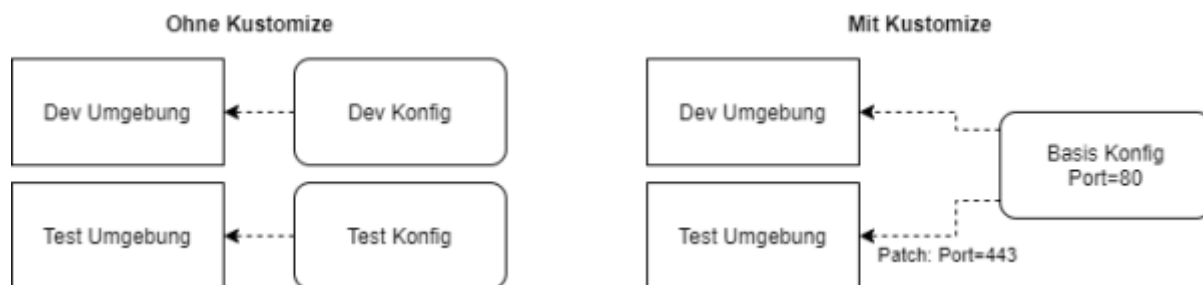 Ohne Kustomize
Dev Umgebung
Dev Konfig
Test Umgebung
Test Konfig
Mit Kustomize
Dev Umgebung
Basis Konfig
Port=80
Test Umgebung
Patch: Port=443